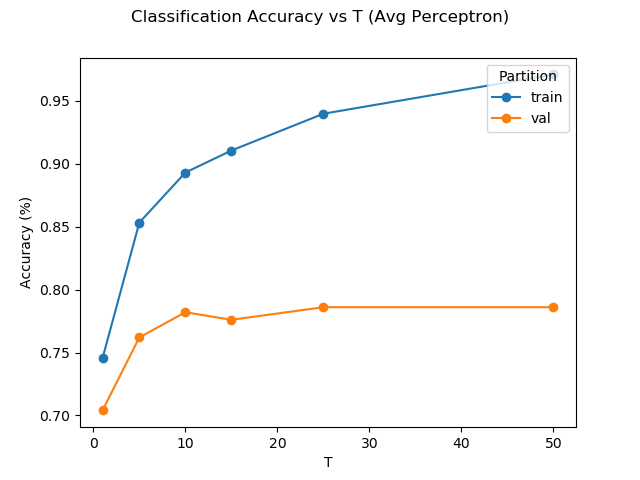 Classification Accuracy vs T (Avg Perceptron)
Partition
train
val
0.95
0.90
0.85
0.80
0.75
0.70
Accuracy (%)
0 10 20 30 40 50
T